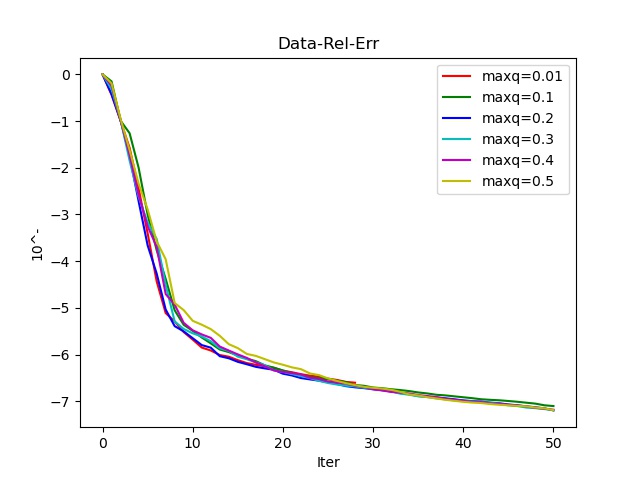 Data-Rel-Err
maxq=0.01
maxq=0.1
maxq=0.2
maxq=0.3
maxq=0.4
maxq=0.5
10^-
0
−1
−2
−3
−4
−5
−6
−7
0 10 20 30 40 50
Iter